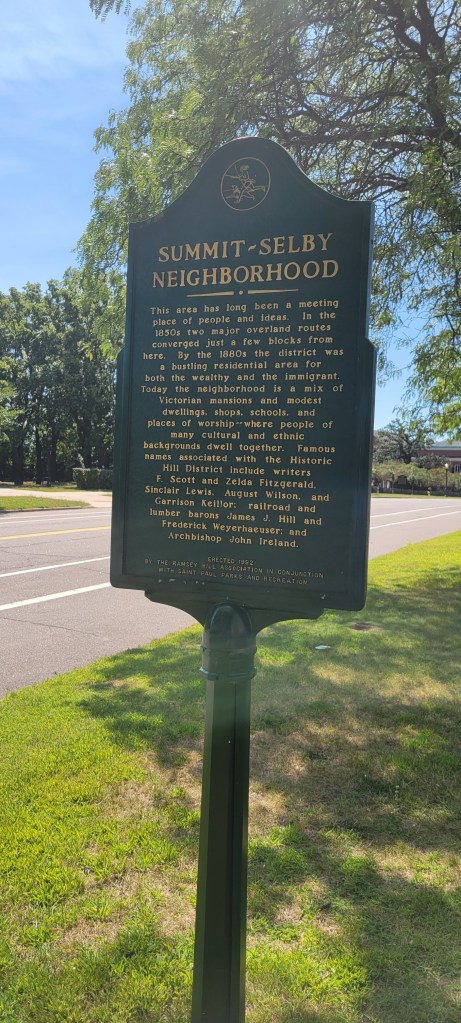 SUMMIT~SELBY
NEIGHBORHOOD
This area has long been a meeting
place of people and ideas. In the
1850s two major overland routes
converged just a few blocks from
here. By the 1880s the district was
a bustling residential area for
both the wealthy and the immigrant.
Today the neighborhood is a mix of
Victorian mansions and modest
dwellings, shops, schools, and
places of worship--where people of
many cultural and ethnic
backgrounds dwell together. Famous
names associated with the Historic
Hill District include writers
F. Scott and Zelda Fitzgerald,
Sinclair Lewis, August Wilson, and
Garrison Keillor; railroad and
lumber barons James J. Hill and
Frederick Weyerhaeuser; and
Archbishop John Ireland.
ERECTED 1992
BY THE RAMSEY HILL ASSOCIATION IN CONJUNCTION
WITH SAINT PAUL PARKS AND RECREATION